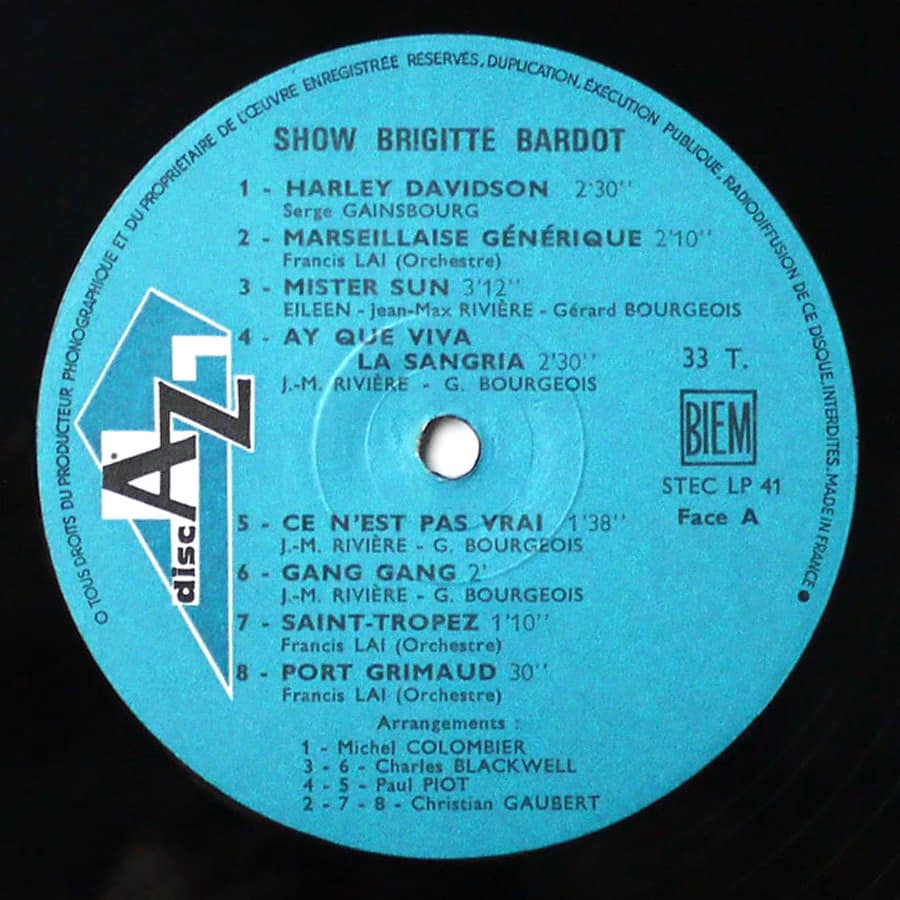 O TOUS DROITS DU PRODUCTEUR PHONOGRAPHIQUE ET DU PROPRIÉTAIRE DE L'ŒUVRE ENREGISTRÉE RÉSERVÉS, DUPLICATION, EXÉCUTION PUBLIQUE, RADIODIFFUSION DE CE DISQUE, INTERDITES. MADE IN FRANCE ●
SHOW BRIGITTE BARDOT
1 - HARLEY DAVIDSON 2'30''
Serge GAINSBOURG
2 - MARSEILLAISE GÉNÉRIQUE 2'10''
Francis LAI (Orchestre)
3 - MISTER SUN 3'12''
EILEEN - Jean-Max RIVIÈRE - Gérard BOURGEOIS
4 - AY QUE VIVA
LA SANGRIA 2'30''
J.-M. RIVIÈRE - G. BOURGEOIS
33 T.
BIEM
STEC LP 41
Face A
disc AZ
5 - CE N'EST PAS VRAI 1'38''
J.-M. RIVIÈRE - G. BOURGEOIS
6 - GANG GANG 2'
J.-M. RIVIÈRE - G. BOURGEOIS
7 - SAINT-TROPEZ 1'10''
Francis LAI (Orchestre)
8 - PORT GRIMAUD 30''
Francis LAI (Orchestre)
Arrangements :
1 - Michel COLOMBIER
3 - 6 - Charles BLACKWELL
4 - 5 - Paul PIOT
2 - 7 - 8 - Christian GAUBERT